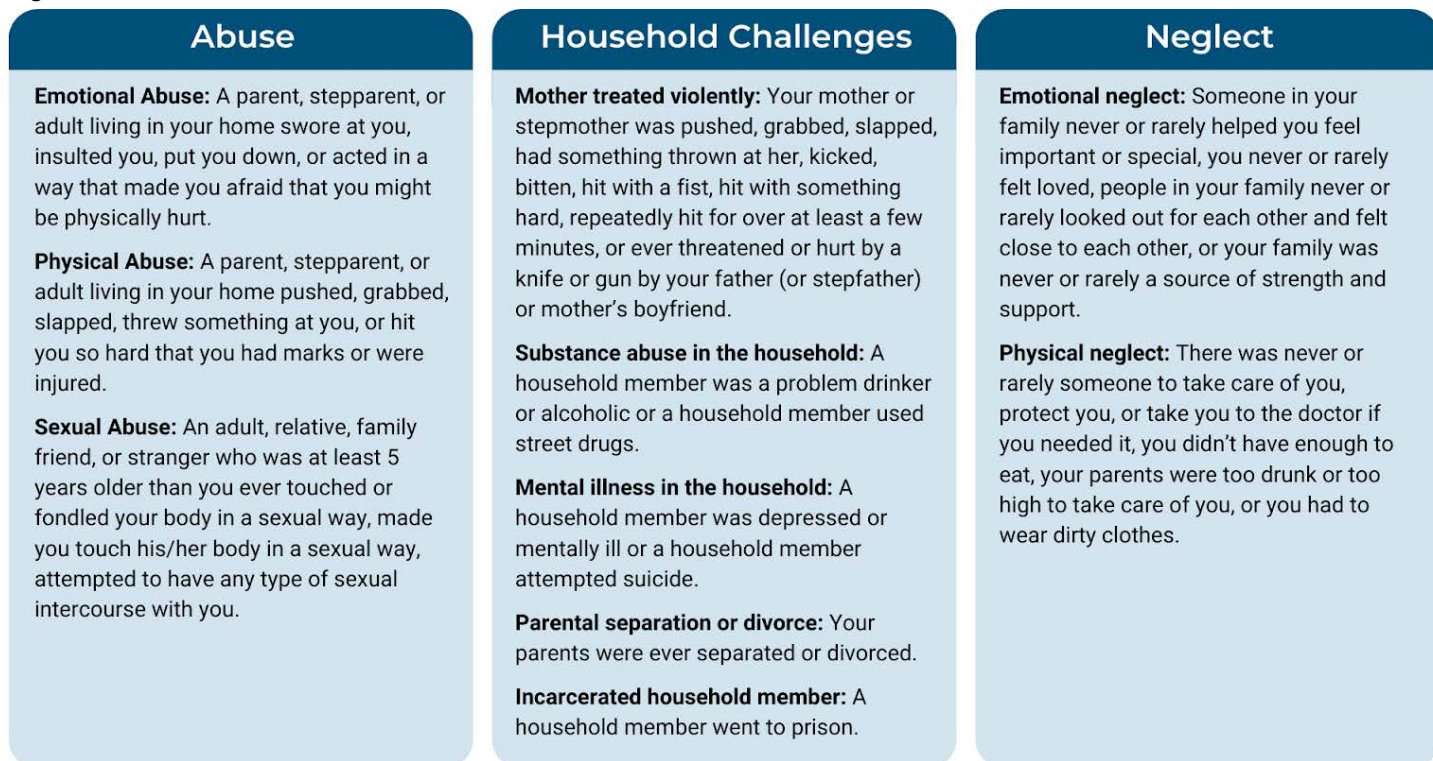 Abuse
Emotional Abuse: A parent, stepparent, or
adult living in your home swore at you,
insulted you, put you down, or acted in a
way that made you afraid that you might
be physically hurt.
Physical Abuse: A parent, stepparent, or
adult living in your home pushed, grabbed,
slapped, threw something at you, or hit
you so hard that you had marks or were
injured.
Sexual Abuse: An adult, relative, family
friend, or stranger who was at least 5
years older than you ever touched or
fondled your body in a sexual way, made
you touch his/her body in a sexual way,
attempted to have any type of sexual
intercourse with you.
Household Challenges
Mother treated violently: Your mother or
stepmother was pushed, grabbed, slapped,
had something thrown at her, kicked,
bitten, hit with a fist, hit with something
hard, repeatedly hit for over at least a few
minutes, or ever threatened or hurt by a
knife or gun by your father (or stepfather)
or mother's boyfriend.
Substance abuse in the household: A
household member was a problem drinker
or alcoholic or a household member used
street drugs.
Mental illness in the household: A
household member was depressed or
mentally ill or a household member
attempted suicide.
Parental separation or divorce: Your
parents were ever separated or divorced.
Incarcerated household member: A
household member went to prison.
Neglect
Emotional neglect: Someone in your
family never or rarely helped you feel
important or special, you never or rarely
felt loved, people in your family never or
rarely looked out for each other and felt
close to each other, or your family was
never or rarely a source of strength and
support.
Physical neglect: There was never or
rarely someone to take care of you,
protect you, or take you to the doctor if
you needed it, you didn't have enough to
eat, your parents were too drunk or too
high to take care of you, or you had to
wear dirty clothes.